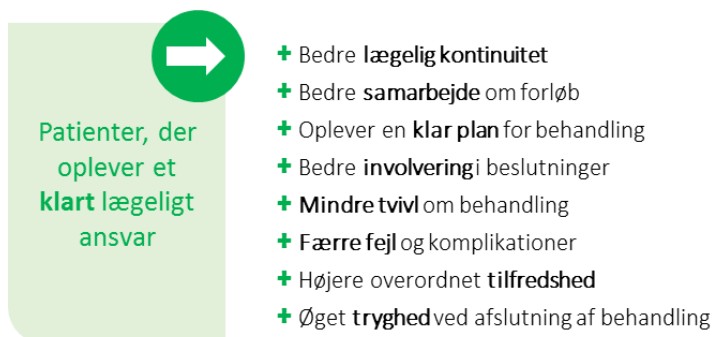 Patienter, der
oplever et
klart lægeligt
ansvar
+ Bedre lægelig kontinuitet
+ Bedre samarbejde om forløb
+ Oplever en klar plan for behandling
+ Bedre involvering i beslutninger
+ Mindre tvivl om behandling
+ Færre fejl og komplikationer
+ Højere overordnet tilfredshed
+ Øget tryghed ved afslutning af behandling